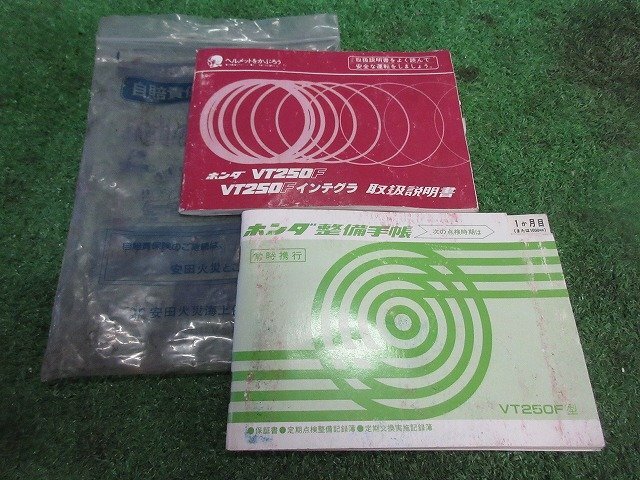 自賠責保
自賠責保険のご用命は、
安田火災と
安田火災海上
ヘルメットをかぶろう
取扱説明書をよく読んで
安全な運転をしましょう。
ホンダ VT250F
VT250Fインテグラ 取扱説明書
ホンダ 整備手帳
次の点検時期は
1か月目
常時携行
VT250F型
●保証書●定期点検整備記録簿●定期交換実施記録簿